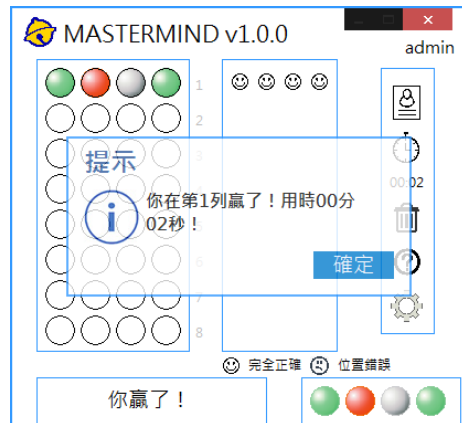 MASTERMIND v1.0.0
admin
1
2
3
00:02
提示
你在第1列贏了！用時00分
02秒！
確定
6
7
8
完全正確 位置錯誤
你贏了！